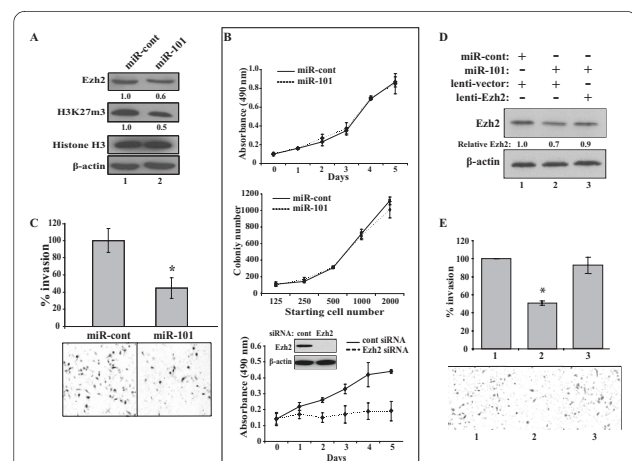 A
miR-cont
miR-101
Ezh2
1.0 0.6
H3K27m3
1.0 0.5
Histone H3
β-actin
1 2
B
Absorbance (490 nm)
1.0
0.8
0.6
0.4
0.2
0.0
miR-cont
miR-101
0 1 2 3 4 5
Days
Coloniy number
1200
1000
800
600
400
200
0
miR-cont
miR-101
125 250 500 1000 2000
Starting cell number
Absorbance (490 nm)
0.6
0.5
0.4
0.3
0.2
0.1
0.0
siRNA: cont Ezh2
Ezh2
β-actin
cont siRNA
Ezh2 siRNA
0 1 2 3 4 5
Days
C
% invasion
120
100
80
60
40
20
0
*
miR-cont miR-101
D
miR-cont: + - -
miR-101: - + +
lenti-vector: + + -
lenti-Ezh2: - - +
Ezh2
Relative Ezh2: 1.0 0.7 0.9
β-actin
1 2 3
E
% invasion
120
100
80
60
40
20
0
*
1 2 3
1 2 3